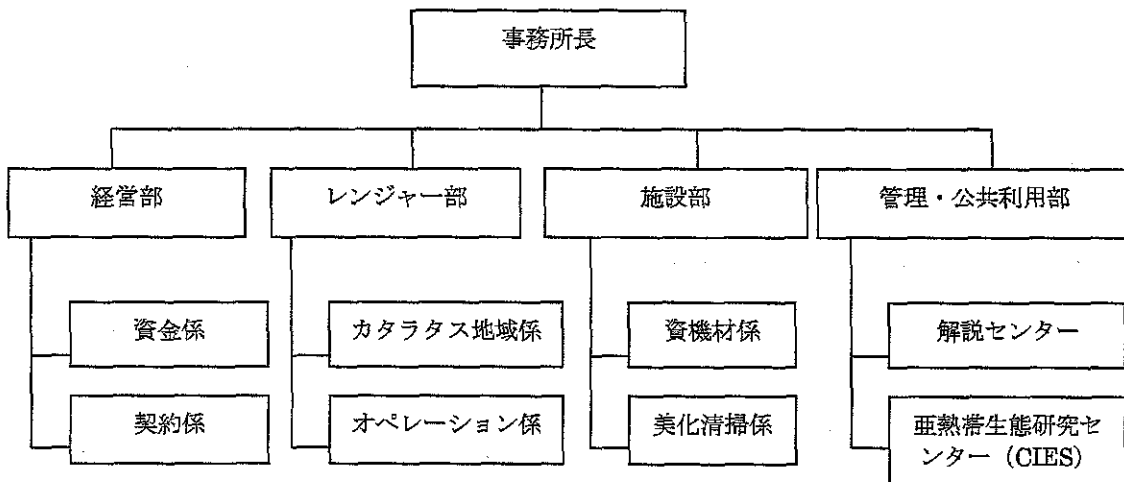 事務所長
経営部
レンジャー部
施設部
管理・公共利用部
資金係
カタラタス地域係
資機材係
解説センター
契約係
オペレーション係
美化清掃係
亜熱帯生態研究セ
ンター（CIES）